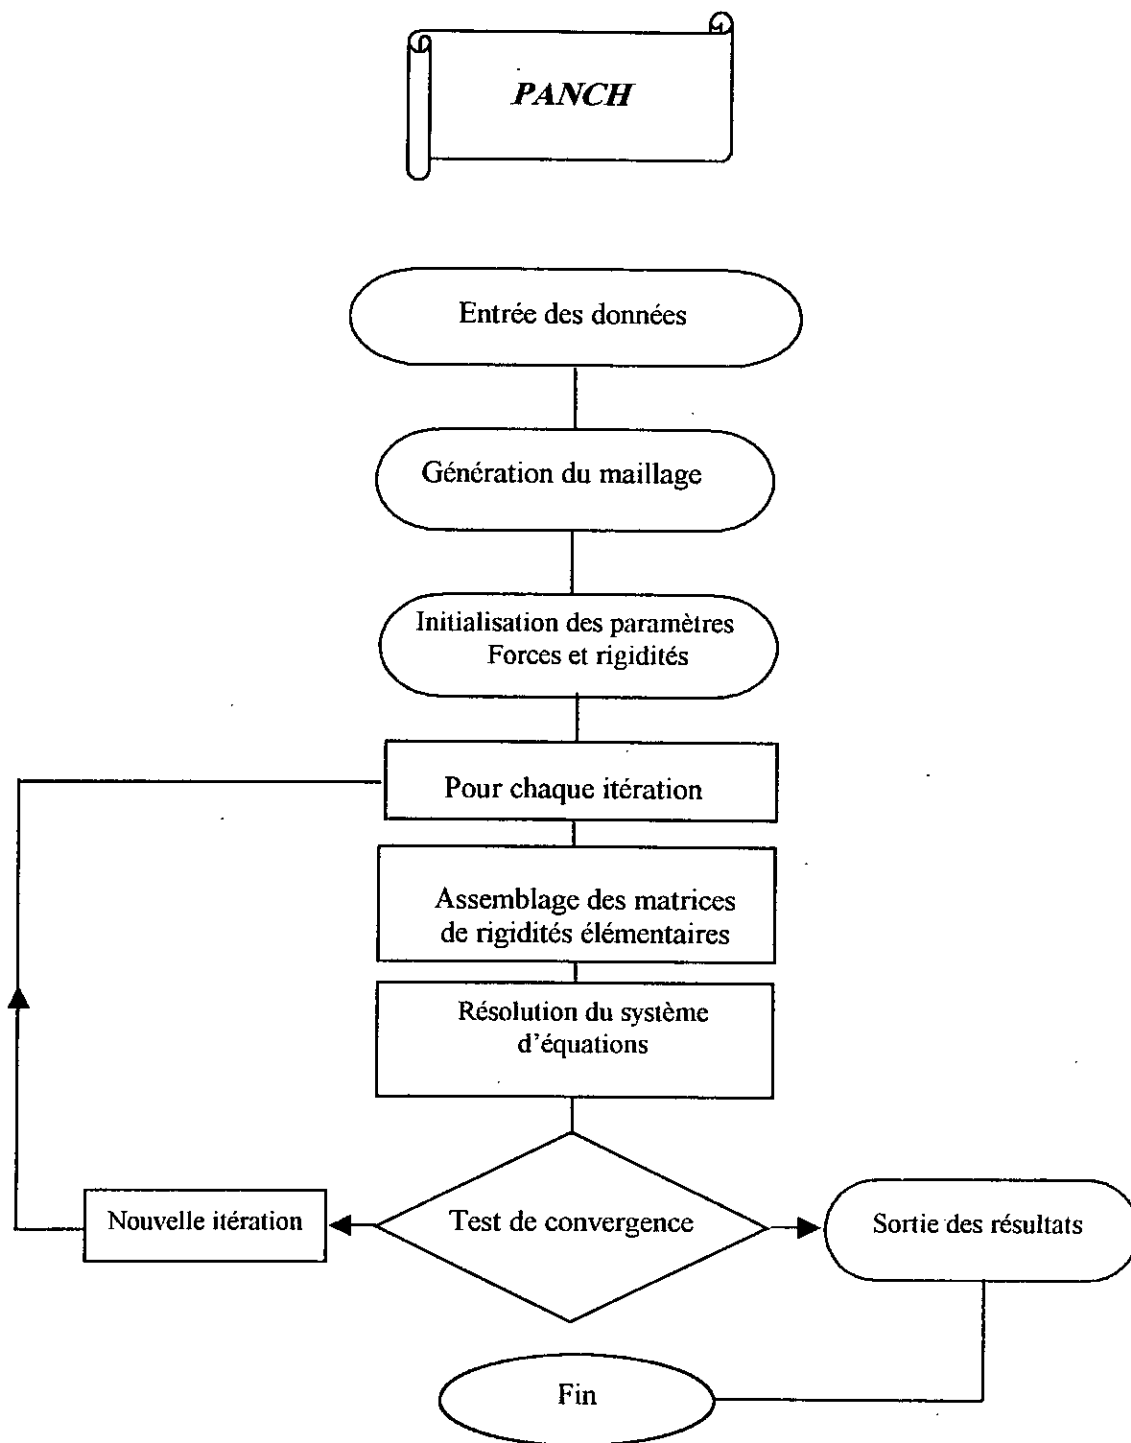 PANCH
Entrée des données
Génération du maillage
Initialisation des paramètres
Forces et rigidités
Pour chaque itération
Assemblage des matrices
de rigidités élémentaires
Résolution du système
d'équations
Nouvelle itération
Test de convergence
Sortie des résultats
Fin